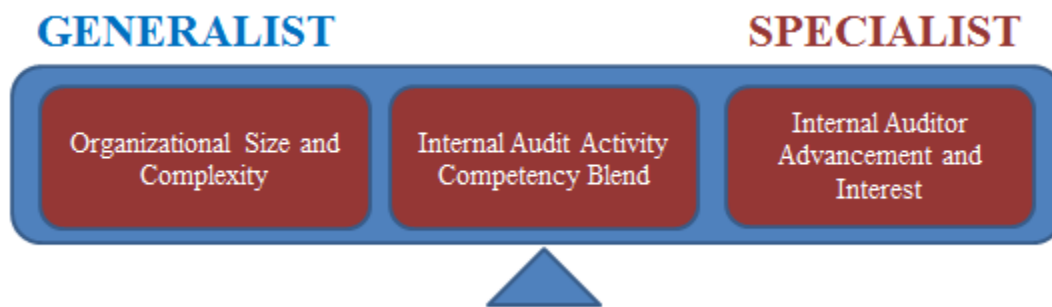 GENERALIST
SPECIALIST
Organizational Size and
Complexity
Internal Audit Activity
Competency Blend
Internal Auditor
Advancement and
Interest